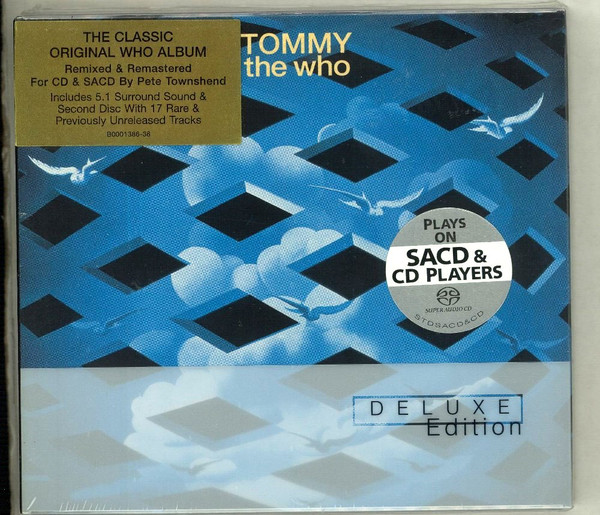 THE CLASSIC
ORIGINAL WHO ALBUM
Remixed & Remastered
For CD & SACD By Pete Townshend
Includes 5.1 Surround Sound &
Second Disc With 17 Rare &
Previously Unreleased Tracks
B0001386-36
TOMMY
the who
PLAYS
ON
SACD &
CD PLAYERS
SUPER AUDIO CD
STDSACD&CD
DELUXE
Edition